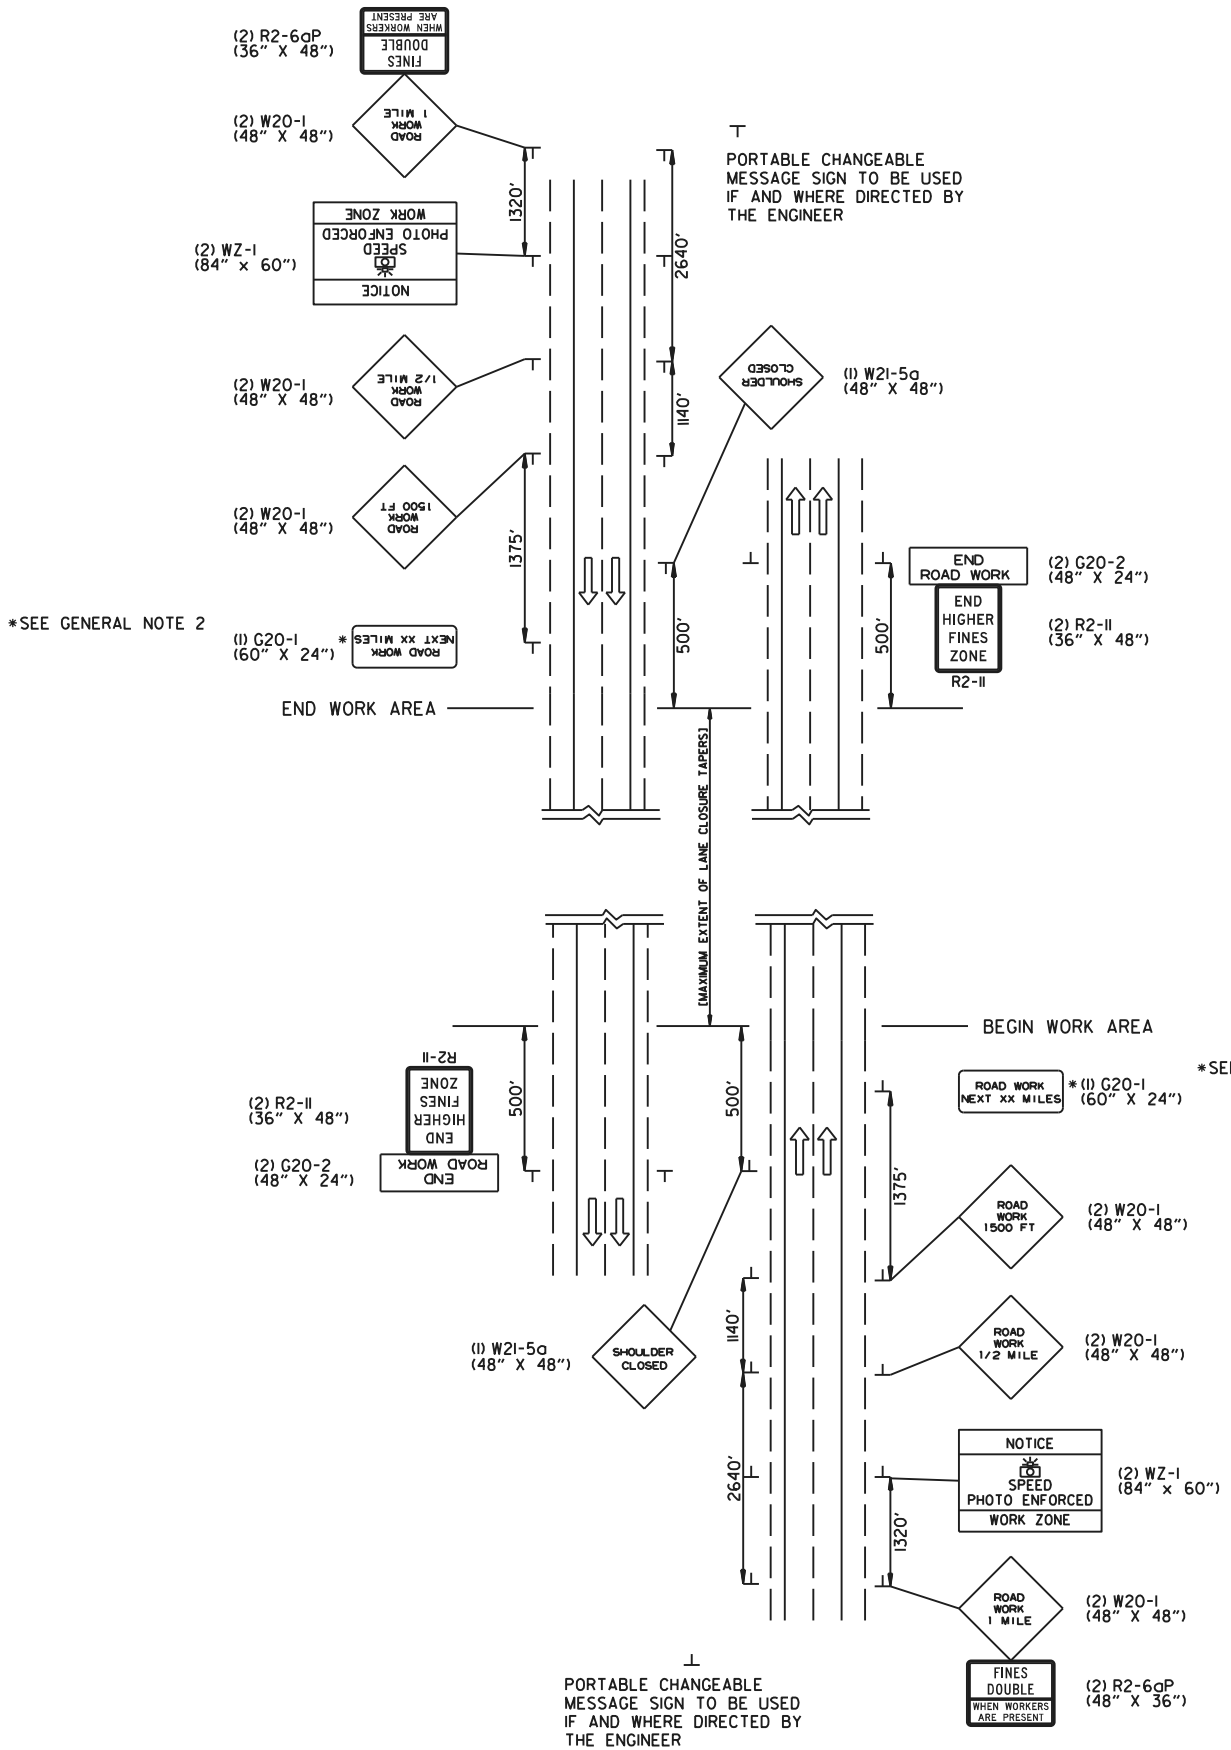 (2) R2-6aP
(36" X 48")
FINES
DOUBLE
WHEN WORKERS
ARE PRESENT
(2) W20-1
(48" X 48")
ROAD
WORK
1 MILE
PORTABLE CHANGEABLE
MESSAGE SIGN TO BE USED
IF AND WHERE DIRECTED BY
THE ENGINEER
1320'
2640'
(2) WZ-1
(84" x 60")
NOTICE
SPEED
PHOTO ENFORCED
WORK ZONE
(2) W20-1
(48" X 48")
ROAD
WORK
1/2 MILE
1140'
SHOULDER
CLOSED
(1) W21-5a
(48" X 48")
(2) W20-1
(48" X 48")
ROAD
WORK
1500 FT
1375'
500'
500'
END
ROAD WORK
(2) G20-2
(48" X 24")
END
HIGHER
FINES
ZONE
(2) R2-11
(36" X 48")
R2-11
*SEE GENERAL NOTE 2
(1) G20-1
(60" X 24")
*
ROAD WORK
NEXT XX MILES
END WORK AREA
[MAXIMUM EXTENT OF LANE CLOSURE TAPERS]
BEGIN WORK AREA
R2-11
END
HIGHER
FINES
ZONE
(2) R2-11
(36" X 48")
(2) G20-2
(48" X 24")
END
ROAD WORK
500'
500'
ROAD WORK
NEXT XX MILES
*(1) G20-1
(60" X 24")
*SE
1375'
ROAD
WORK
1500 FT
(2) W20-1
(48" X 48")
1140'
(1) W21-5a
(48" X 48")
SHOULDER
CLOSED
ROAD
WORK
1/2 MILE
(2) W20-1
(48" X 48")
2640'
NOTICE
SPEED
PHOTO ENFORCED
WORK ZONE
(2) WZ-1
(84" x 60")
1320'
ROAD
WORK
1 MILE
(2) W20-1
(48" X 48")
FINES
DOUBLE
WHEN WORKERS
ARE PRESENT
(2) R2-6aP
(48" X 36")
PORTABLE CHANGEABLE
MESSAGE SIGN TO BE USED
IF AND WHERE DIRECTED BY
THE ENGINEER